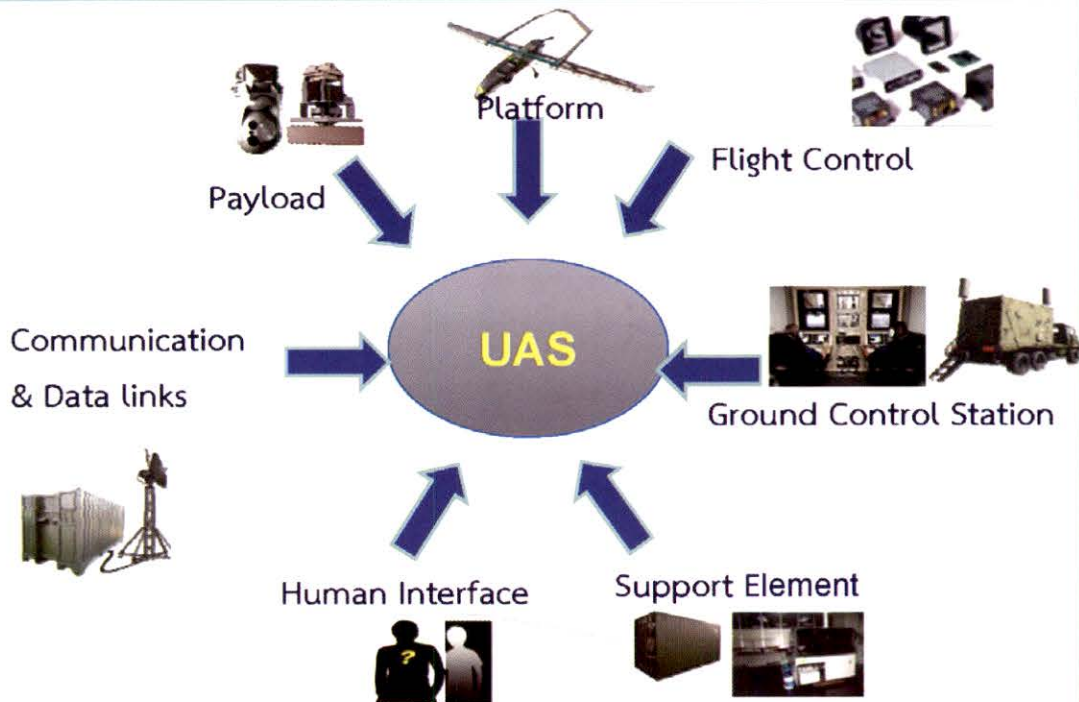 Platform
Flight Control
Payload
Communication
& Data links
UAS
Ground Control Station
Human Interface
Support Element
?